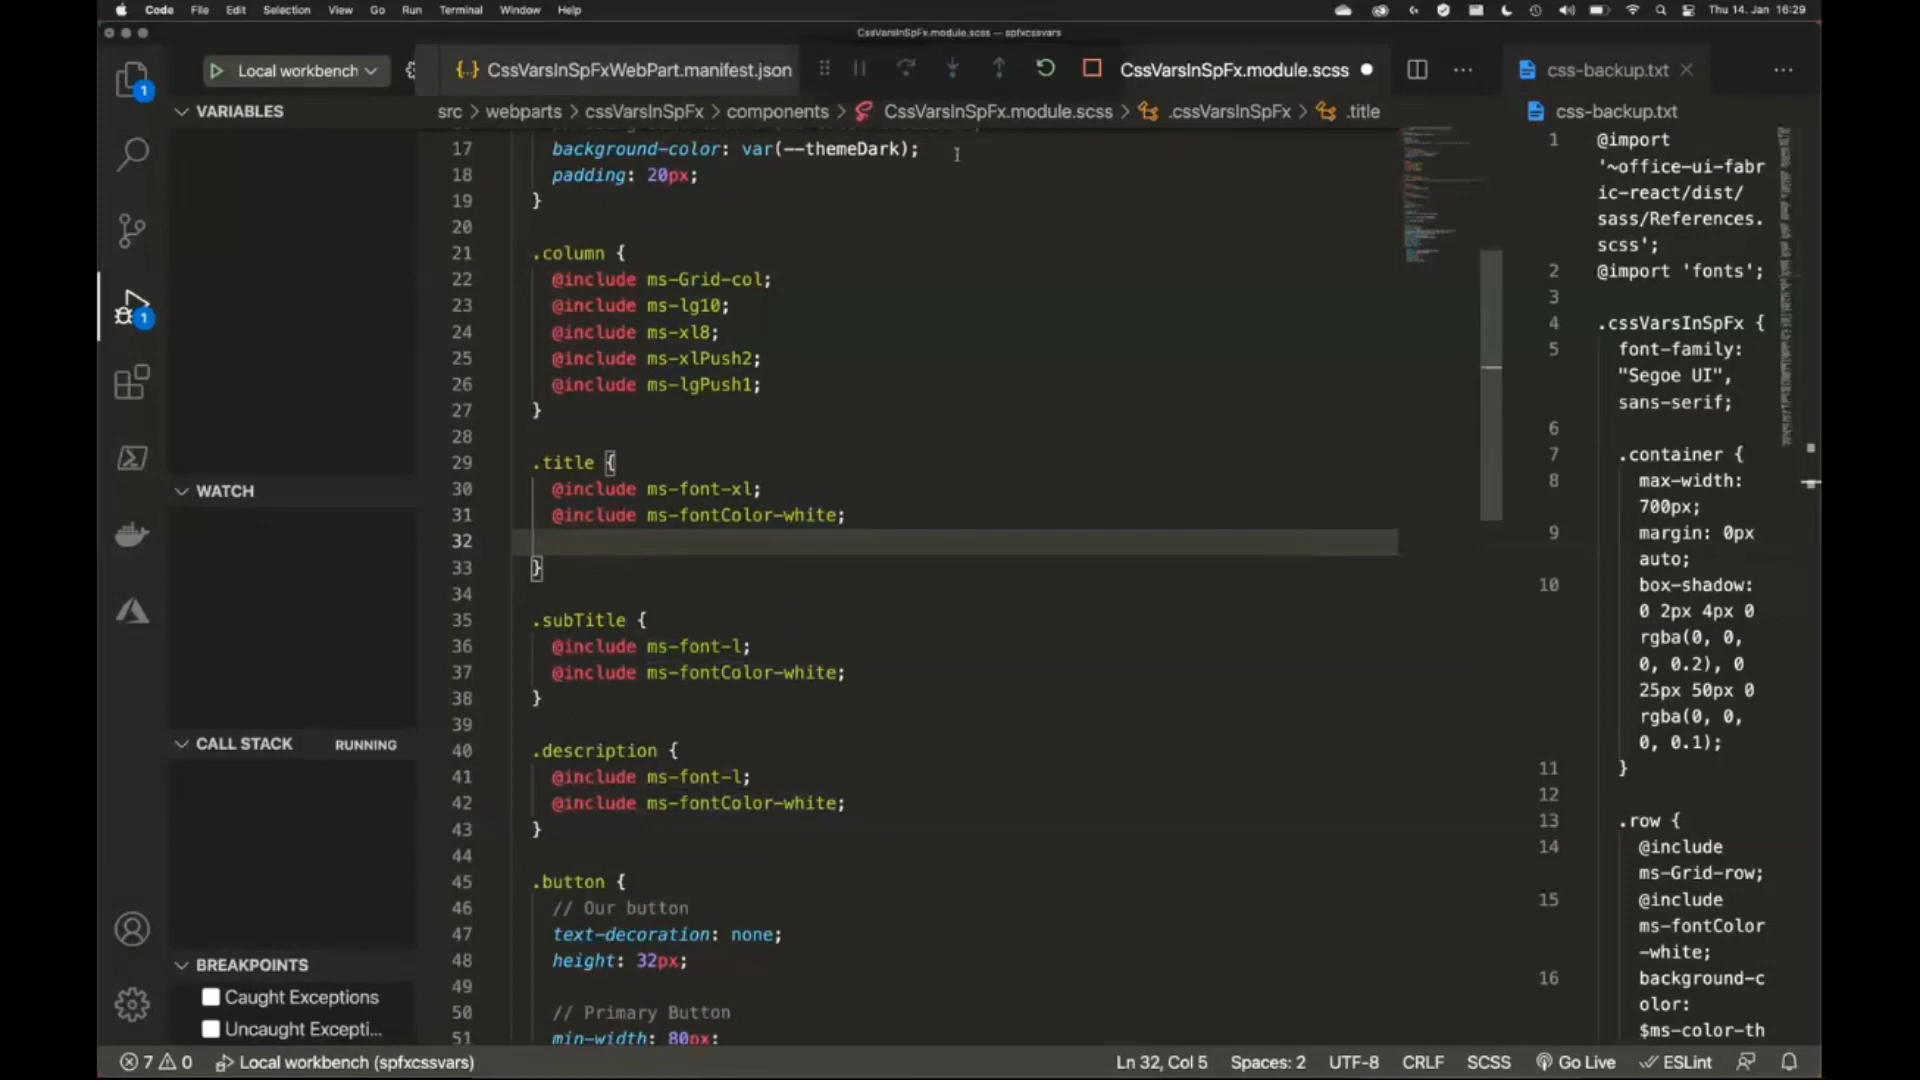 Code File Edit Selection View Go Run Terminal Window Help Thu 14. Jan 16:29
CssVarsInSpFx.module.scss — spfxcssvars
Local workbench
CssVarsInSpFxWebPart.manifest.json
CssVarsInSpFx.module.scss
css-backup.txt
1
VARIABLES
src > webparts > cssVarsInSpFx > components > CssVarsInSpFx.module.scss > .cssVarsInSpFx > .title
css-backup.txt
17 background-color: var(--themeDark);
18 padding: 20px;
19 }
20
21 .column {
22 @include ms-Grid-col;
23 @include ms-lg10;
24 @include ms-xl8;
25 @include ms-xlPush2;
26 @include ms-lgPush1;
27 }
28
29 .title {
30 @include ms-font-xl;
31 @include ms-fontColor-white;
32
33 }
34
35 .subTitle {
36 @include ms-font-l;
37 @include ms-fontColor-white;
38 }
39
40 .description {
41 @include ms-font-l;
42 @include ms-fontColor-white;
43 }
44
45 .button {
46 // Our button
47 text-decoration: none;
48 height: 32px;
49
50 // Primary Button
51 min-width: 80px;
1
WATCH
CALL STACK RUNNING
BREAKPOINTS
Caught Exceptions
Uncaught Excepti...
1 @import
'~office-ui-fabr
ic-react/dist/
sass/References.
scss';
2 @import 'fonts';
3
4 .cssVarsInSpFx {
5 font-family:
"Segoe UI",
sans-serif;
6
7 .container {
8 max-width:
700px;
9 margin: 0px
auto;
10 box-shadow:
0 2px 4px 0
rgba(0, 0,
0, 0.2), 0
25px 50px 0
rgba(0, 0,
0, 0.1);
11 }
12
13 .row {
14 @include
ms-Grid-row;
15 @include
ms-fontColor
-white;
16 background-c
olor:
$ms-color-th
7 0 Local workbench (spfxcssvars) Ln 32, Col 5 Spaces: 2 UTF-8 CRLF SCSS Go Live ESLint